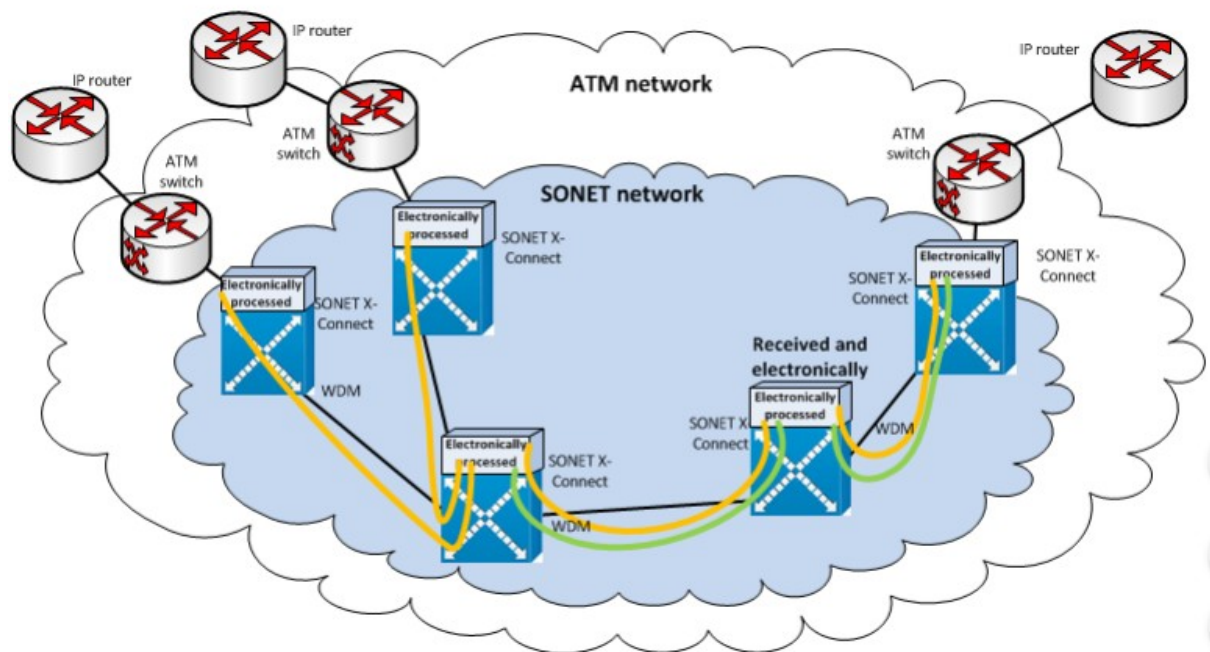 IP router
IP router
IP router
ATM network
ATM
switch
ATM
switch
ATM
switch
SONET network
Electronically
processed
SONET X-
Connect
Electronically
processed
SONET X-
Connect
Electronically
processed
SONET X-
Connect
SONET X-
Connect
WDM
Received and
electronically
Electronically
processed
SONET X-
Connect
WDM
Electronically
processed
SONET X-
Connect
WDM